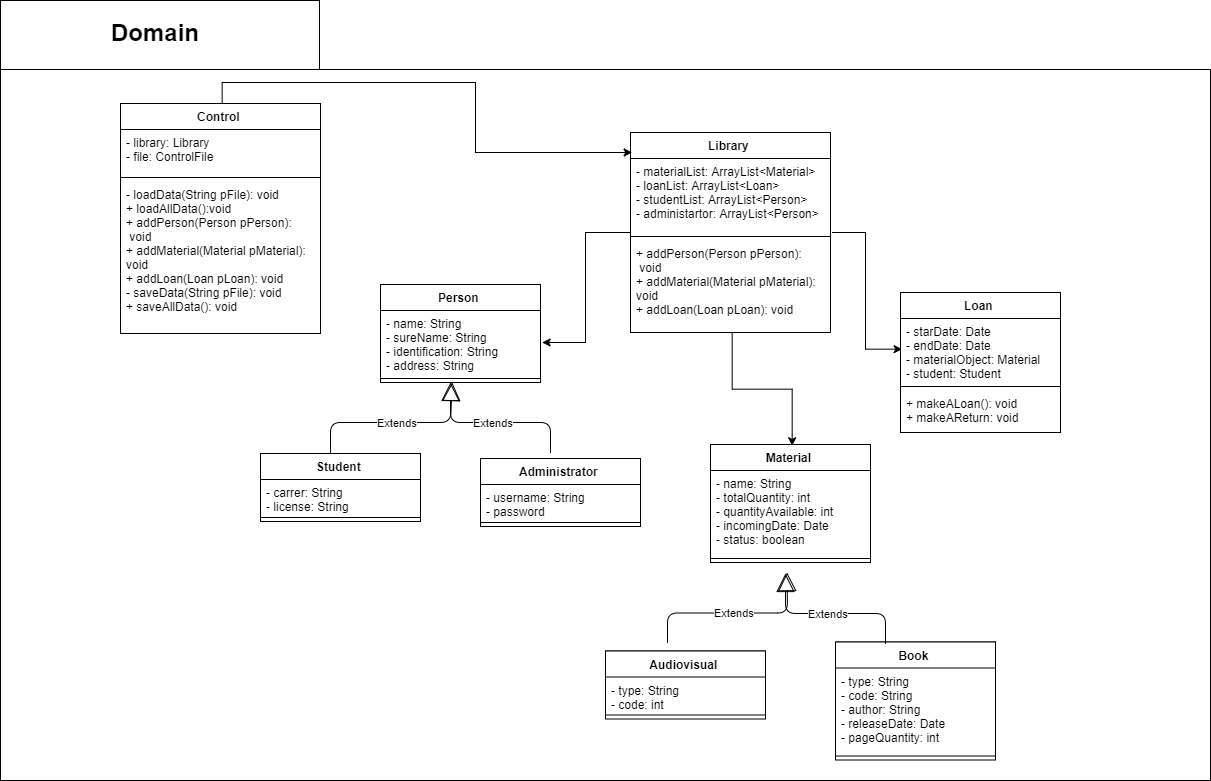 Domain
Control
- library: Library
- file: ControlFile
- loadData(String pFile): void
+ loadAllData():void
+ addPerson(Person pPerson):
void
+ addMaterial(Material pMaterial):
void
+ addLoan(Loan pLoan): void
- saveData(String pFile): void
+ saveAllData(): void
Library
- materialList: ArrayList<Material>
- loanList: ArrayList<Loan>
- studentList: ArrayList<Person>
- administartor: ArrayList<Person>
+ addPerson(Person pPerson):
void
+ addMaterial(Material pMaterial):
void
+ addLoan(Loan pLoan): void
Person
- name: String
- sureName: String
- identification: String
- address: String
Loan
- starDate: Date
- endDate: Date
- materialObject: Material
- student: Student
+ makeALoan(): void
+ makeAReturn: void
Extends
Extends
Student
- carrer: String
- license: String
Administrator
- username: String
- password
Material
- name: String
- totalQuantity: int
- quantityAvailable: int
- incomingDate: Date
- status: boolean
Extends
Extends
Audiovisual
- type: String
- code: int
Book
- type: String
- code: String
- author: String
- releaseDate: Date
- pageQuantity: int